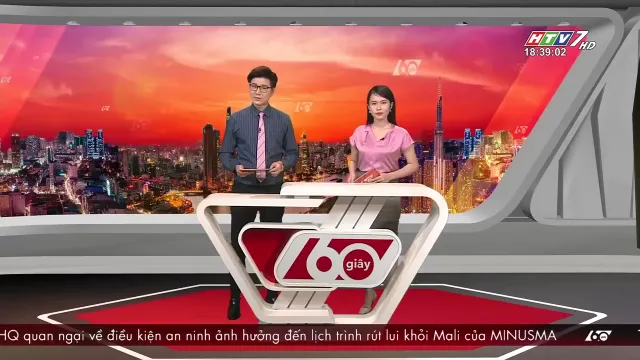 HTV7 HD
18:39:02
60 giây
HQ quan ngại về điều kiện an ninh ảnh hưởng đến lịch trình rút lui khỏi Mali của MINUSMA 60